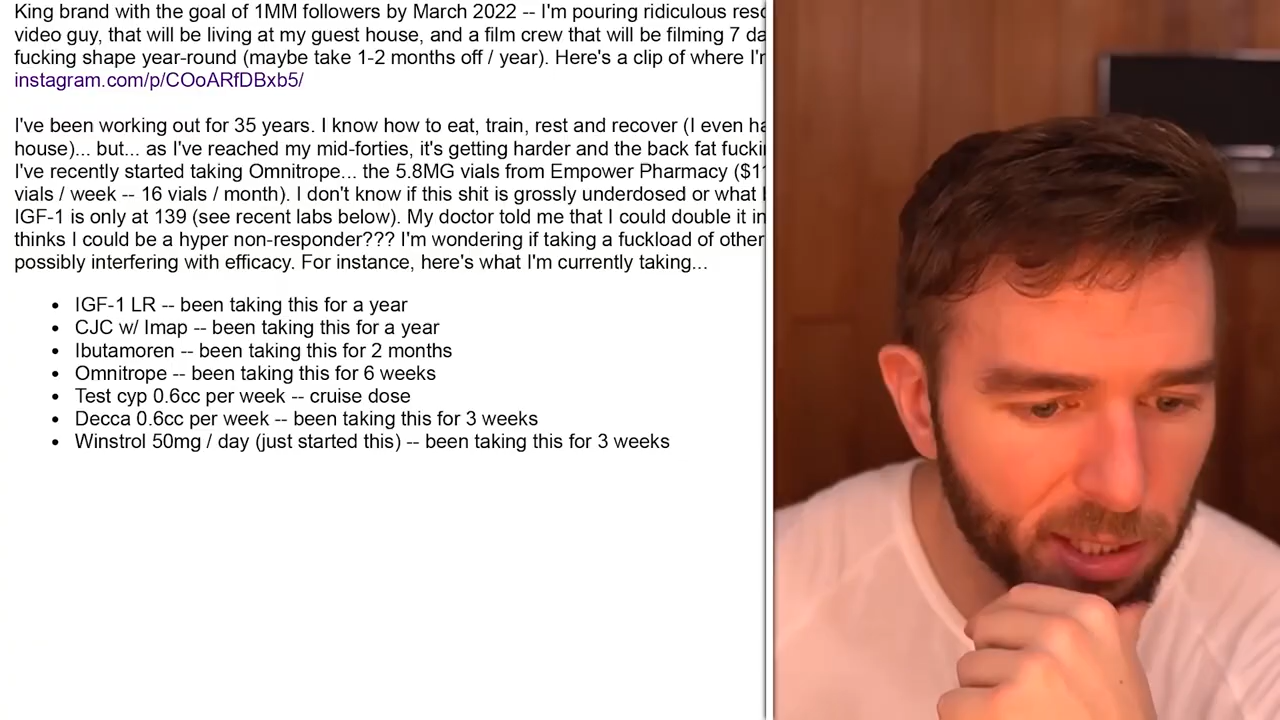 King brand with the goal of 1MM followers by March 2022 -- I'm pouring ridiculous
video guy, that will be living at my guest house, and a film crew that will be filming 7
fucking shape year-round (maybe take 1-2 months off / year). Here's a clip of where
instagram.com/p/COoARfDBxb5/
I've been working out for 35 years. I know how to eat, train, rest and recover (I even
house)... but... as I've reached my mid-forties, it's getting harder and the back fat
I've recently started taking Omnitrope... the 5.8MG vials from Empower Pharmacy
vials / week -- 16 vials / month). I don't know if this shit is grossly underdosed or what
IGF-1 is only at 139 (see recent labs below). My doctor told me that I could double it in
thinks I could be a hyper non-responder??? I'm wondering if taking a fuckload of other
possibly interfering with efficacy. For instance, here's what I'm currently taking...
• IGF-1 LR -- been taking this for a year
• CJC w/ Imap -- been taking this for a year
• Ibutamoren -- been taking this for 2 months
• Omnitrope -- been taking this for 6 weeks
• Test cyp 0.6cc per week -- cruise dose
• Decca 0.6cc per week -- been taking this for 3 weeks
• Winstrol 50mg / day (just started this) -- been taking this for 3 weeks